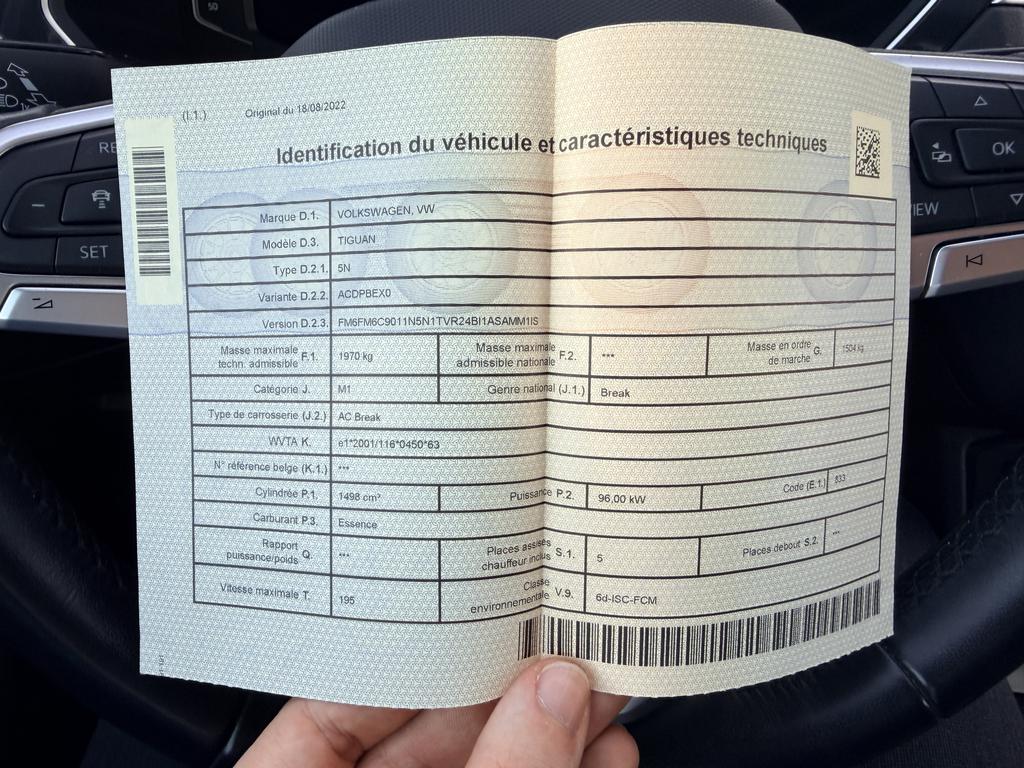 50
RE
SET
OK
VIEW
(I.1.) Original du 18/08/2022
Identification du véhicule et caractéristiques techniques
Marque D.1. VOLKSWAGEN, VW
Modèle D.3. TIGUAN
Type D.2.1. 5N
Variante D.2.2. ACDPBEX0
Version D.2.3. FM6FM6C9011N5N1TVR24BI1ASAMM1IS
Masse maximale techn. admissible F.1. 1970 kg Masse maximale admissible nationale F.2. *** Masse en ordre de marche G. 1504 kg
Catégorie J. M1 Genre national (J.1.) Break
Type de carrosserie (J.2.) AC Break
WVTA K. e1*2001/116*0450*63
N° référence belge (K.1.) ***
Cylindrée P.1. 1498 cm³ Puissance P.2. 96,00 kW Code (E.1.) 833
Carburant P.3. Essence
Rapport puissance/poids Q. *** Places assises chauffeur inclus S.1. 5 Places debout S.2. ***
Vitesse maximale T. 195 Classe environnementale V.9. 6d-ISC-FCM